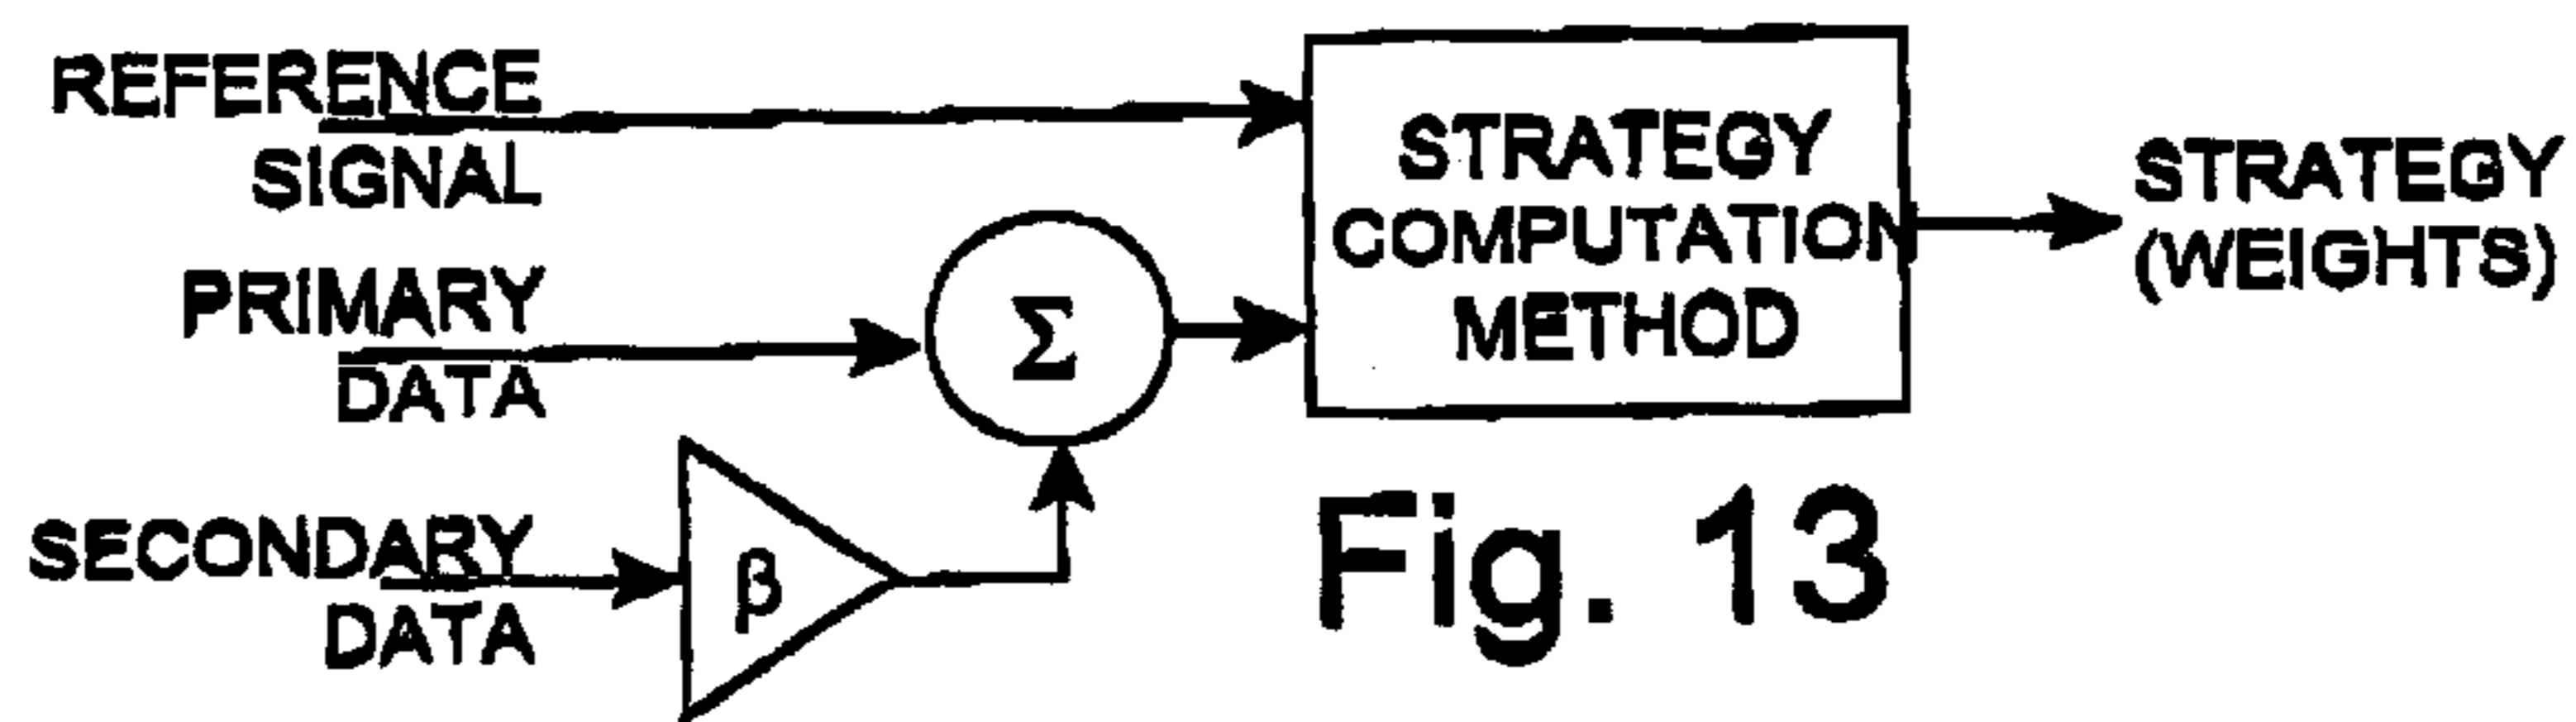 REFERENCE
SIGNAL
PRIMARY
DATA
SECONDARY
DATA
β
Σ
STRATEGY
COMPUTATION
METHOD
STRATEGY
(WEIGHTS)
Fig. 13